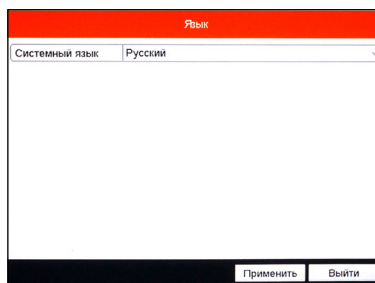 Язык
Системный язык Русский
Применить Выйти